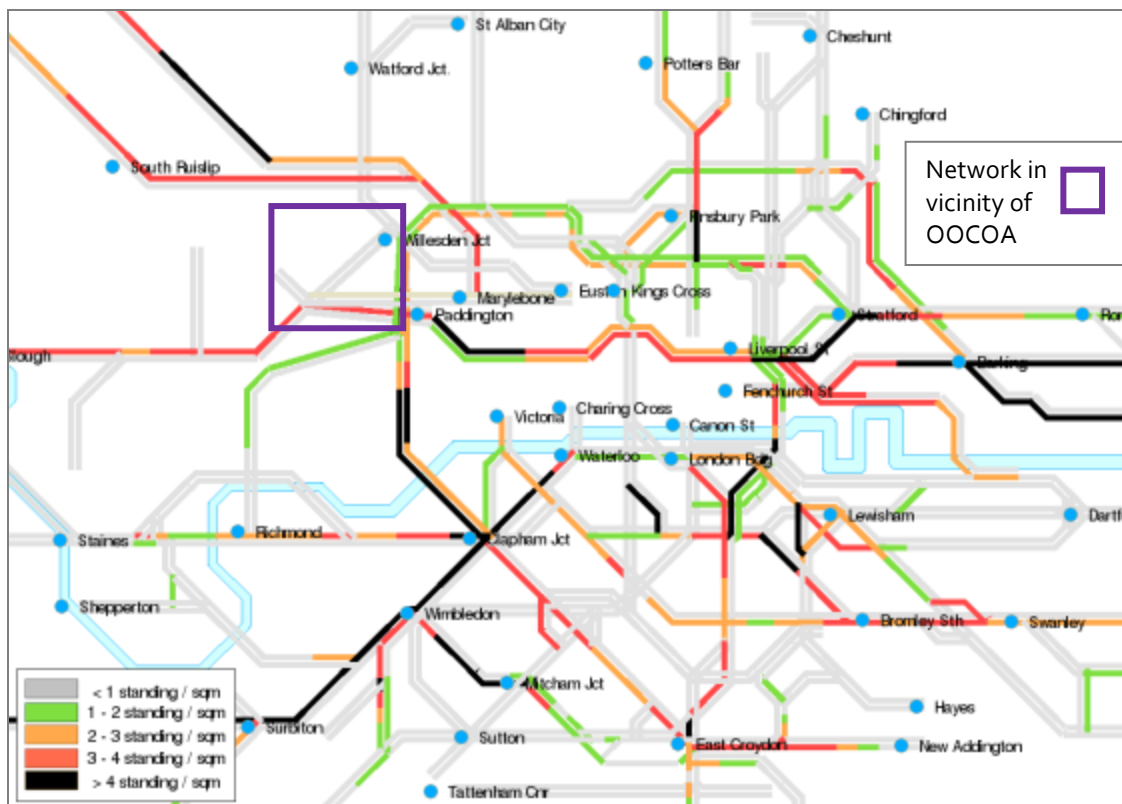 St Alban City
Cheshunt
Watford Jct.
Potters Bar
Chingford
South Ruislip
Network in
vicinity of
OOCOA
Finsbury Park
Willesden Jct
Marylebone
Euston
Kings Cross
Paddington
Stratford
Liverpool St
Barking
Fenchurch St
Charing Cross
Victoria
Canon St
Waterloo
London Bdg
Lewisham
Richmond
Clapham Jct
Staines
Shepperton
Wimbledon
Bromley Sth
Swanley
Mitcham Jct
Hayes
Surbiton
Sutton
East Croydon
New Addington
Tattenham Cnr
< 1 standing / sqm
1 - 2 standing / sqm
2 - 3 standing / sqm
3 - 4 standing / sqm
> 4 standing / sqm